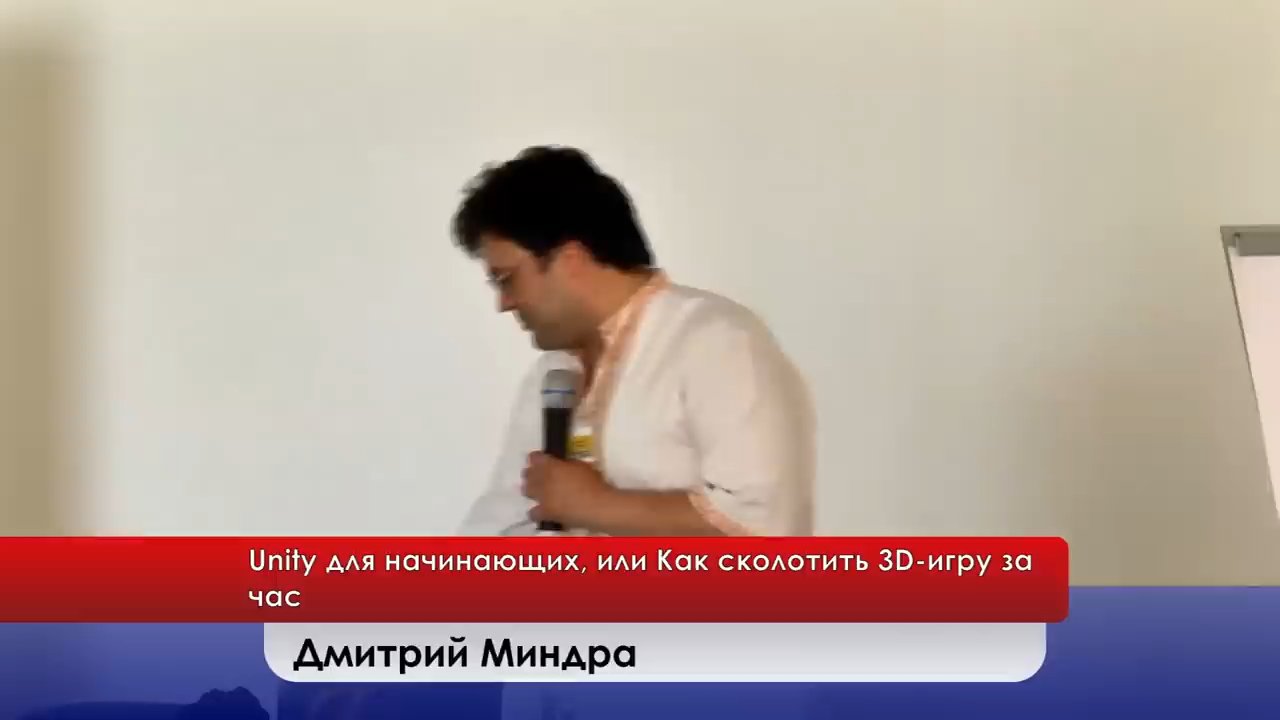 Unity для начинающих, или Как сколотить 3D-игру за
час
Дмитрий Миндра